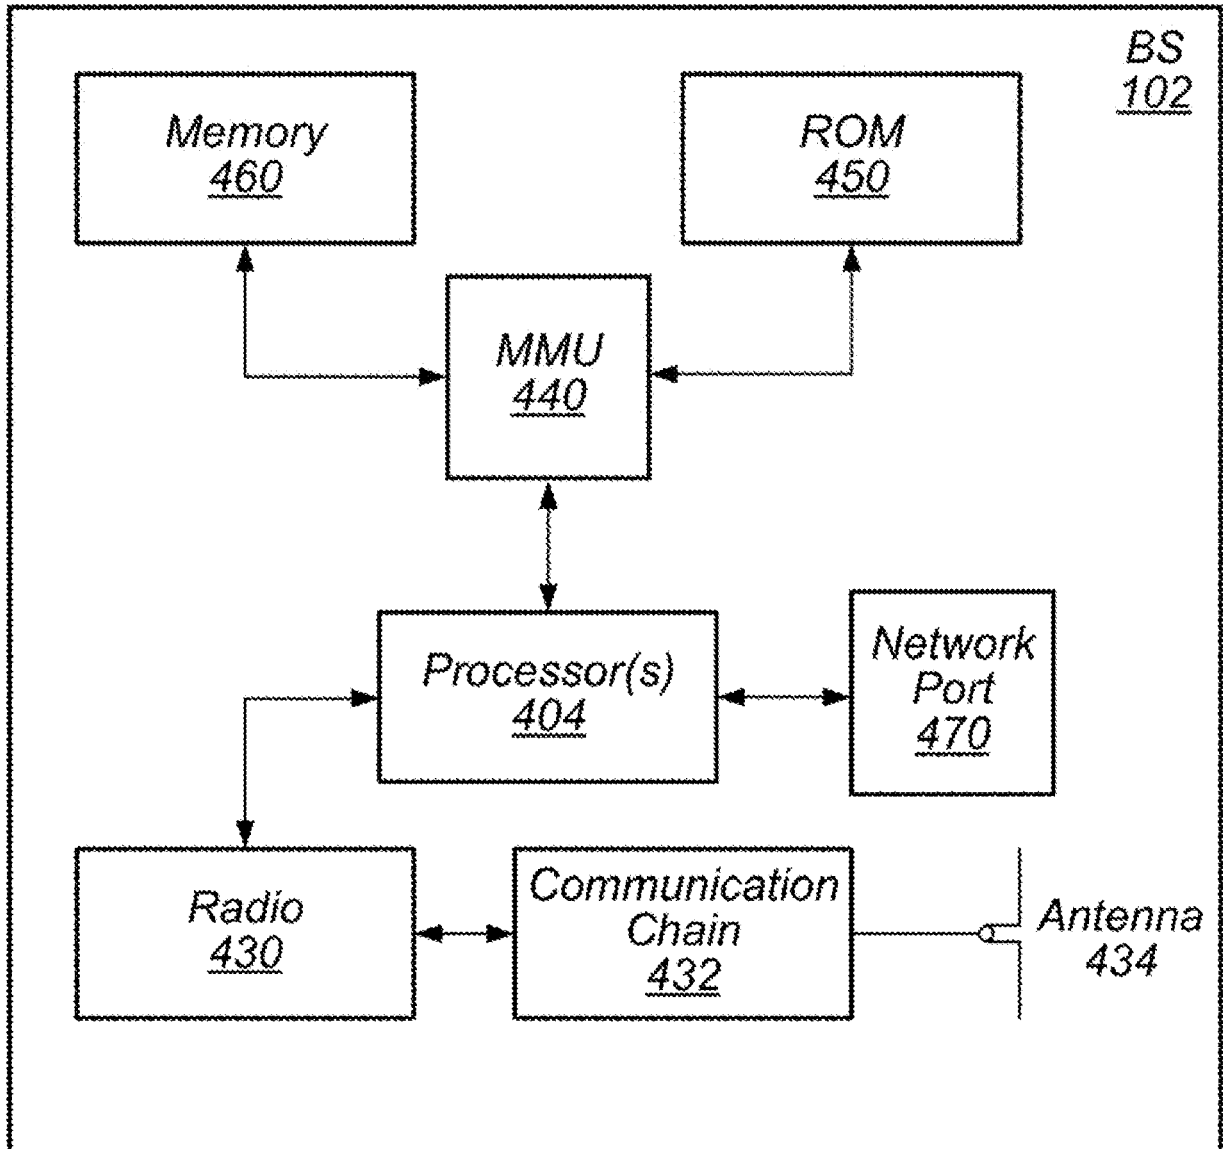 BS
102
Memory
460
ROM
450
MMU
440
Processor(s)
404
Network
Port
470
Radio
430
Communication
Chain
432
Antenna
434